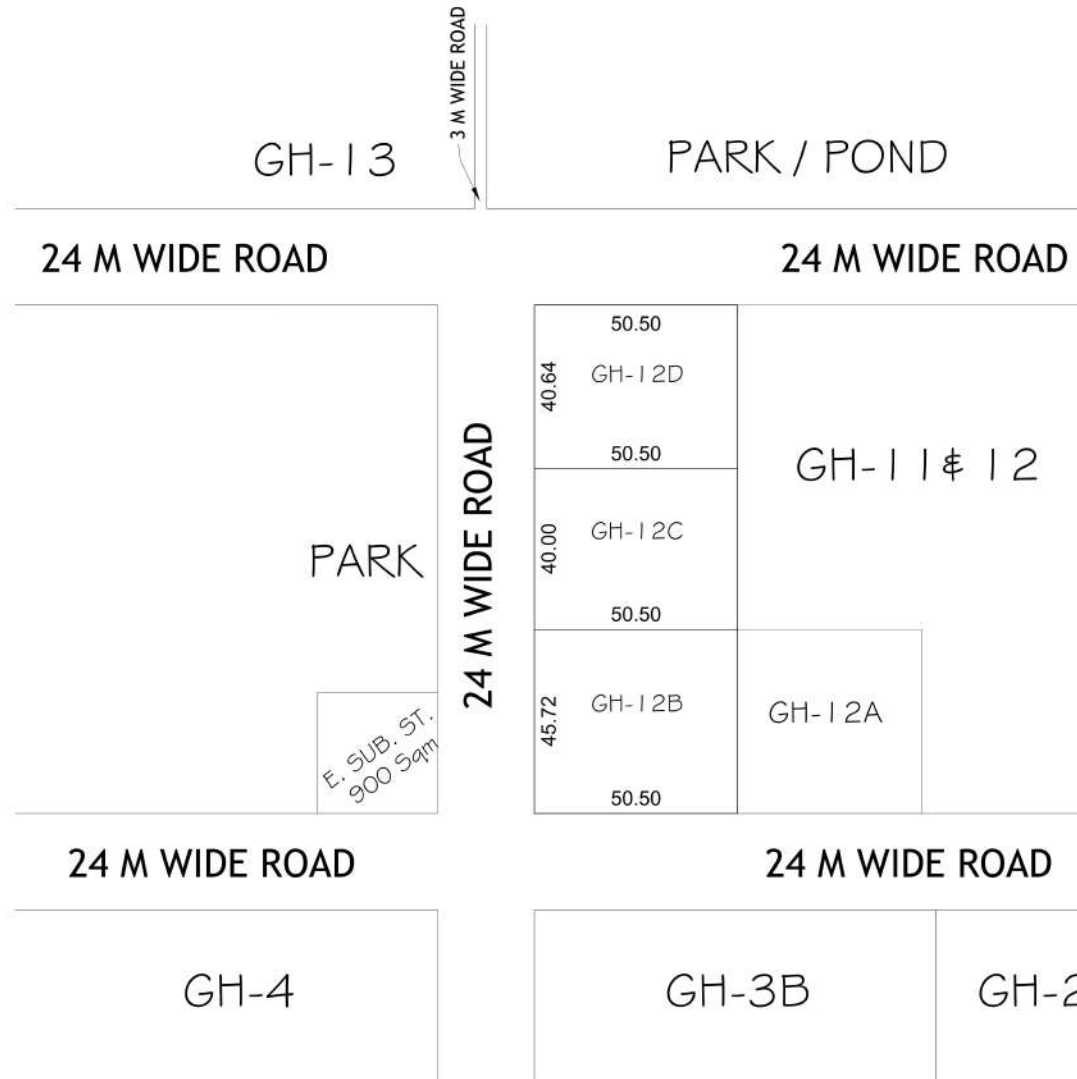 3 M WIDE ROAD
GH-13
PARK / POND
24 M WIDE ROAD
24 M WIDE ROAD
50.50
40.64
GH-12D
50.50
24 M WIDE ROAD
GH-11& 12
40.00
GH-12C
50.50
PARK
45.72
GH-12B
50.50
GH-12A
E. SUB. ST.
900 Sqm
24 M WIDE ROAD
24 M WIDE ROAD
GH-4
GH-3B
GH-2